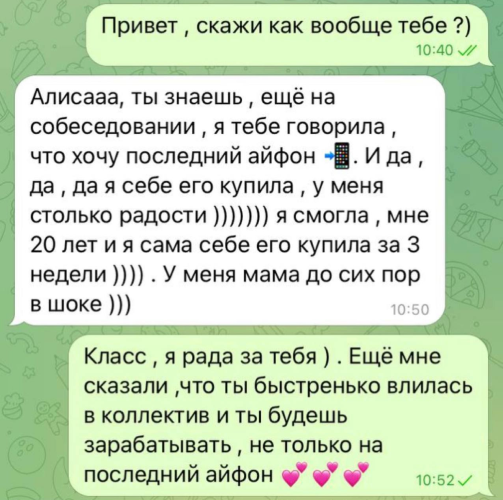 Привет , скажи как вообще тебе ?)
10:40
Алисааа, ты знаешь , ещё на
собеседовании , я тебе говорила ,
что хочу последний айфон 📲. И да ,
да , да я себе его купила , у меня
столько радости ))))))) я смогла , мне
20 лет и я сама себе его купила за 3
недели )))) . У меня мама до сих пор
в шоке )))
10:50
Класс , я рада за тебя ) . Ещё мне
сказали ,что ты быстренько влилась
в коллектив и ты будешь
зарабатывать , не только на
последний айфон 💕 💕 💕
10:52